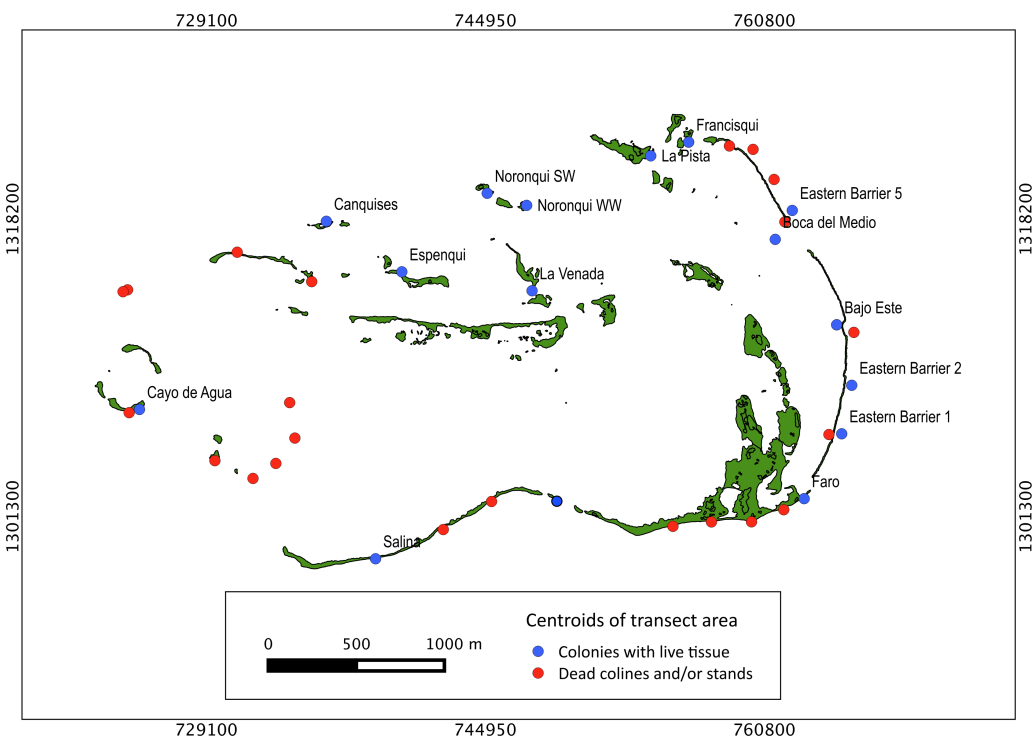 729100 744950 760800
Francisqui
La Pista
Noronqui SW
Eastern Barrier 5
Canquises
Noronqui WW
Boca del Medio
1318200
1318200
Espenqui
La Venada
Bajo Este
Eastern Barrier 2
Cayo de Agua
Eastern Barrier 1
Faro
1301300
1301300
Salina
Centroids of transect area
0 500 1000 m
Colonies with live tissue
Dead colines and/or stands
729100 744950 760800